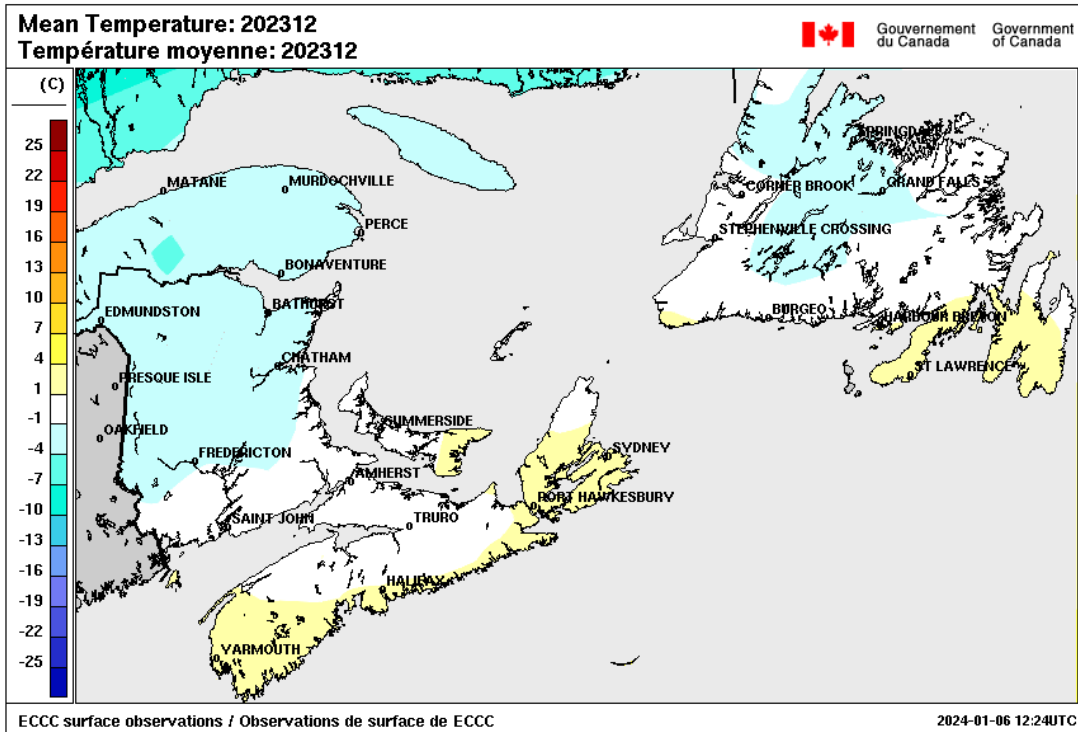 Mean Temperature: 202312
Température moyenne: 202312
Gouvernement du Canada
Government of Canada
(C)
25
22
19
16
13
10
7
4
1
-1
-4
-7
-10
-13
-16
-19
-22
-25
SPRINGDALE
MATANE
MURDOCHVILLE
CORNER BROOK
GRAND FALLS
PERCE
STEPHENVILLE CROSSING
BONAVENTURE
EDMUNDSTON
BATHURST
BURGEO
HARBOUR BRETON
CHATHAM
ST LAWRENCE
PRESQUE ISLE
SUMMERSIDE
OAKFIELD
FREDERICTON
SYDNEY
AMHERST
PORT HAWKESBURY
SAINT JOHN
TRURO
HALIFAX
YARMOUTH
ECCC surface observations / Observations de surface de ECCC
2024-01-06 12:24UTC